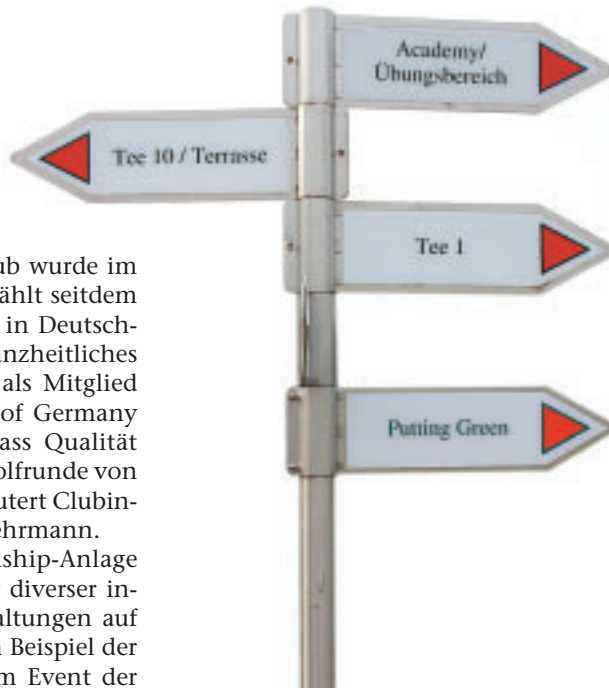 Academy/
Übungsbereich
Tee 10 / Terrasse
Tee 1
Putting Green
ub wurde im
ählt seitdem
in Deutsch-
anzheitliches
als Mitglied
of Germany
ass Qualität
olfrunde von
utert Clubin-
ehrmann.
ship-Anlage
diverser in-
altungen auf
Beispiel der
m Event der